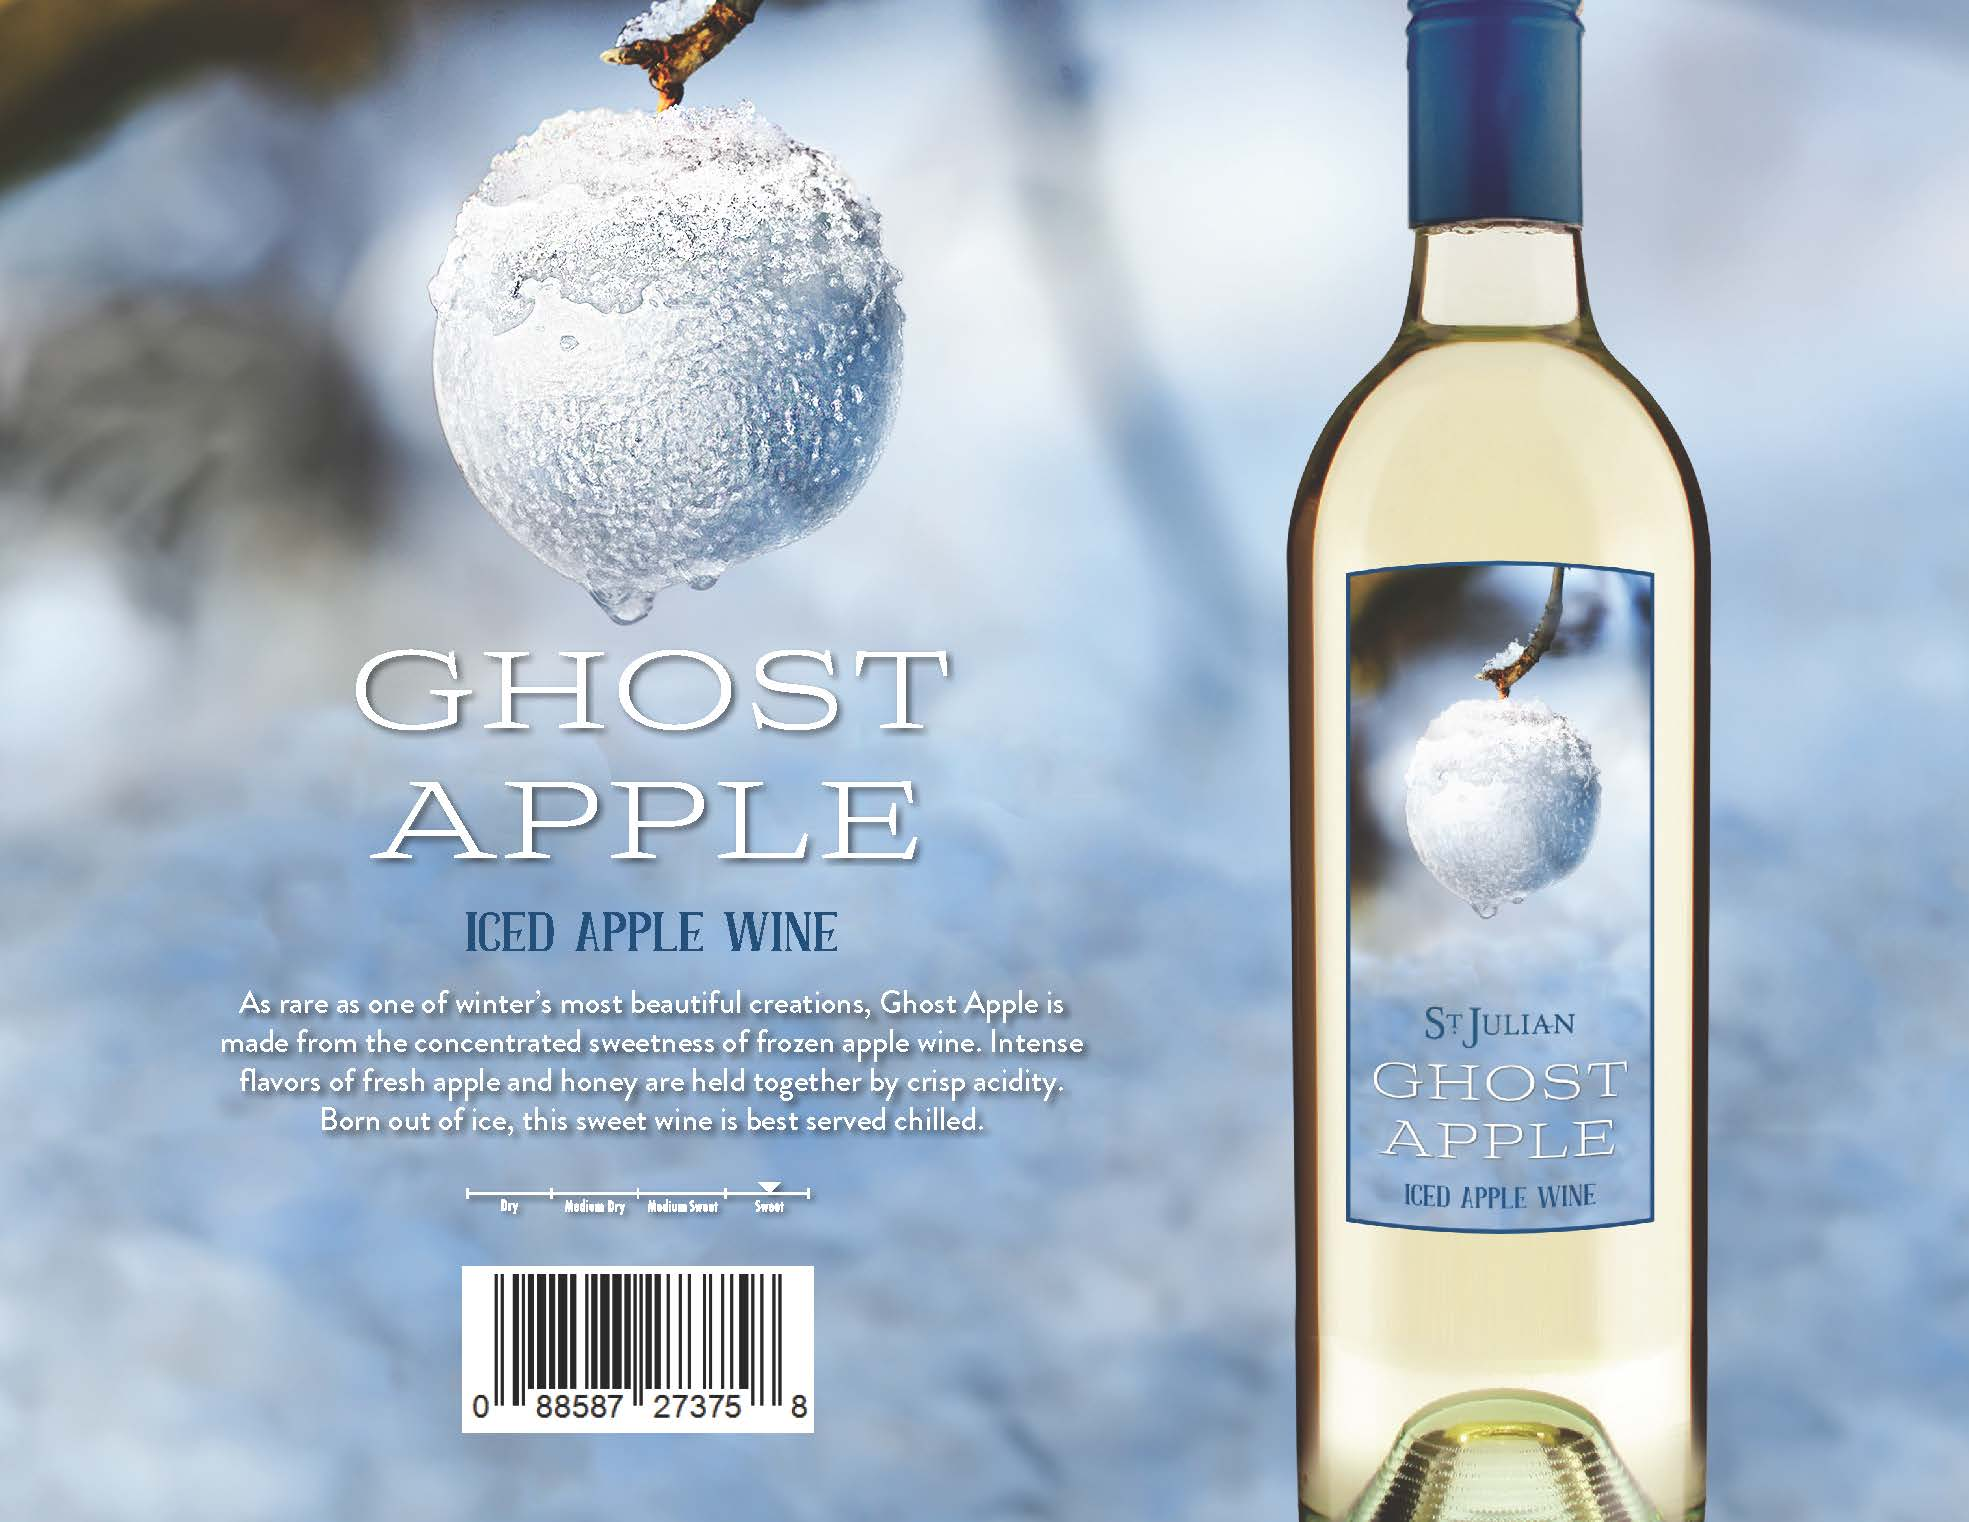 GHOST
APPLE
ICED APPLE WINE
As rare as one of winter's most beautiful creations, Ghost Apple is
made from the concentrated sweetness of frozen apple wine. Intense
flavors of fresh apple and honey are held together by crisp acidity.
Born out of ice, this sweet wine is best served chilled.
Dry Medium Dry Medium Sweet Sweet
0 88587 27375 8
ST JULIAN
GHOST
APPLE
ICED APPLE WINE